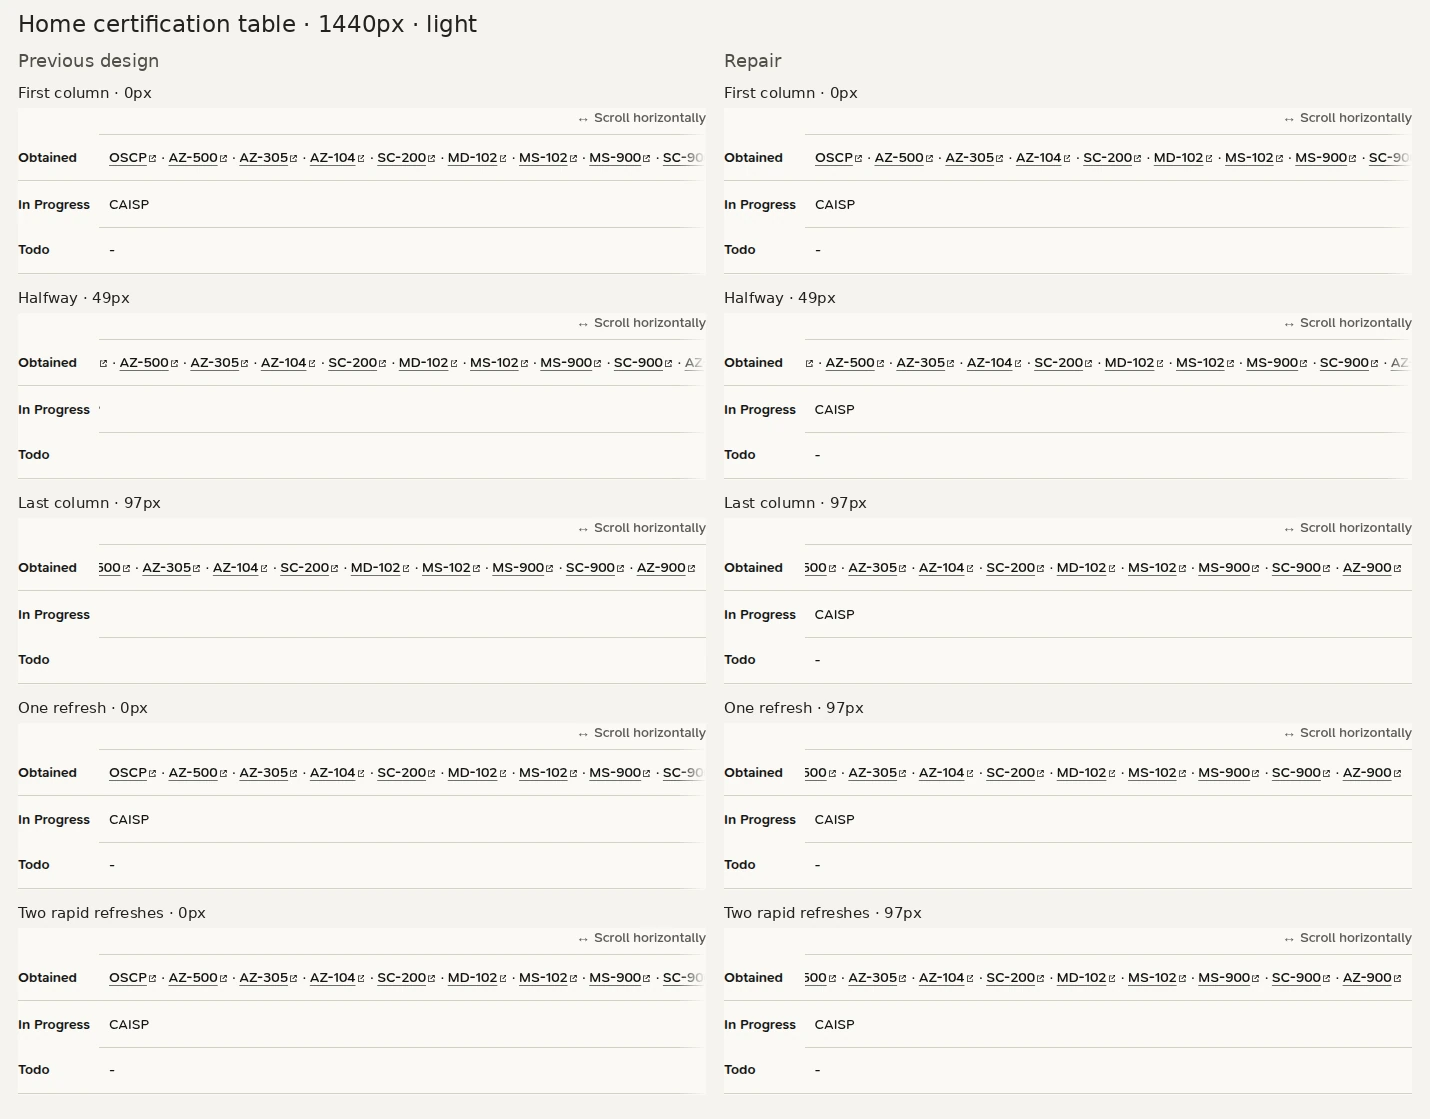 Home certification table · 1440px · light
Previous design
First column · 0px
↔ Scroll horizontally
Obtained OSCP · AZ-500 · AZ-305 · AZ-104 · SC-200 · MD-102 · MS-102 · MS-900 · SC-90
In Progress CAISP
Todo -
Halfway · 49px
↔ Scroll horizontally
Obtained · AZ-500 · AZ-305 · AZ-104 · SC-200 · MD-102 · MS-102 · MS-900 · SC-900 · AZ
In Progress
Todo
Last column · 97px
↔ Scroll horizontally
Obtained 500 · AZ-305 · AZ-104 · SC-200 · MD-102 · MS-102 · MS-900 · SC-900 · AZ-900
In Progress
Todo
One refresh · 0px
↔ Scroll horizontally
Obtained OSCP · AZ-500 · AZ-305 · AZ-104 · SC-200 · MD-102 · MS-102 · MS-900 · SC-90
In Progress CAISP
Todo -
Two rapid refreshes · 0px
↔ Scroll horizontally
Obtained OSCP · AZ-500 · AZ-305 · AZ-104 · SC-200 · MD-102 · MS-102 · MS-900 · SC-90
In Progress CAISP
Todo -
Repair
First column · 0px
↔ Scroll horizontally
Obtained OSCP · AZ-500 · AZ-305 · AZ-104 · SC-200 · MD-102 · MS-102 · MS-900 · SC-90
In Progress CAISP
Todo -
Halfway · 49px
↔ Scroll horizontally
Obtained · AZ-500 · AZ-305 · AZ-104 · SC-200 · MD-102 · MS-102 · MS-900 · SC-900 · AZ-
In Progress CAISP
Todo -
Last column · 97px
↔ Scroll horizontally
Obtained 500 · AZ-305 · AZ-104 · SC-200 · MD-102 · MS-102 · MS-900 · SC-900 · AZ-900
In Progress CAISP
Todo -
One refresh · 97px
↔ Scroll horizontally
Obtained 500 · AZ-305 · AZ-104 · SC-200 · MD-102 · MS-102 · MS-900 · SC-900 · AZ-900
In Progress CAISP
Todo -
Two rapid refreshes · 97px
↔ Scroll horizontally
Obtained 500 · AZ-305 · AZ-104 · SC-200 · MD-102 · MS-102 · MS-900 · SC-900 · AZ-900
In Progress CAISP
Todo -